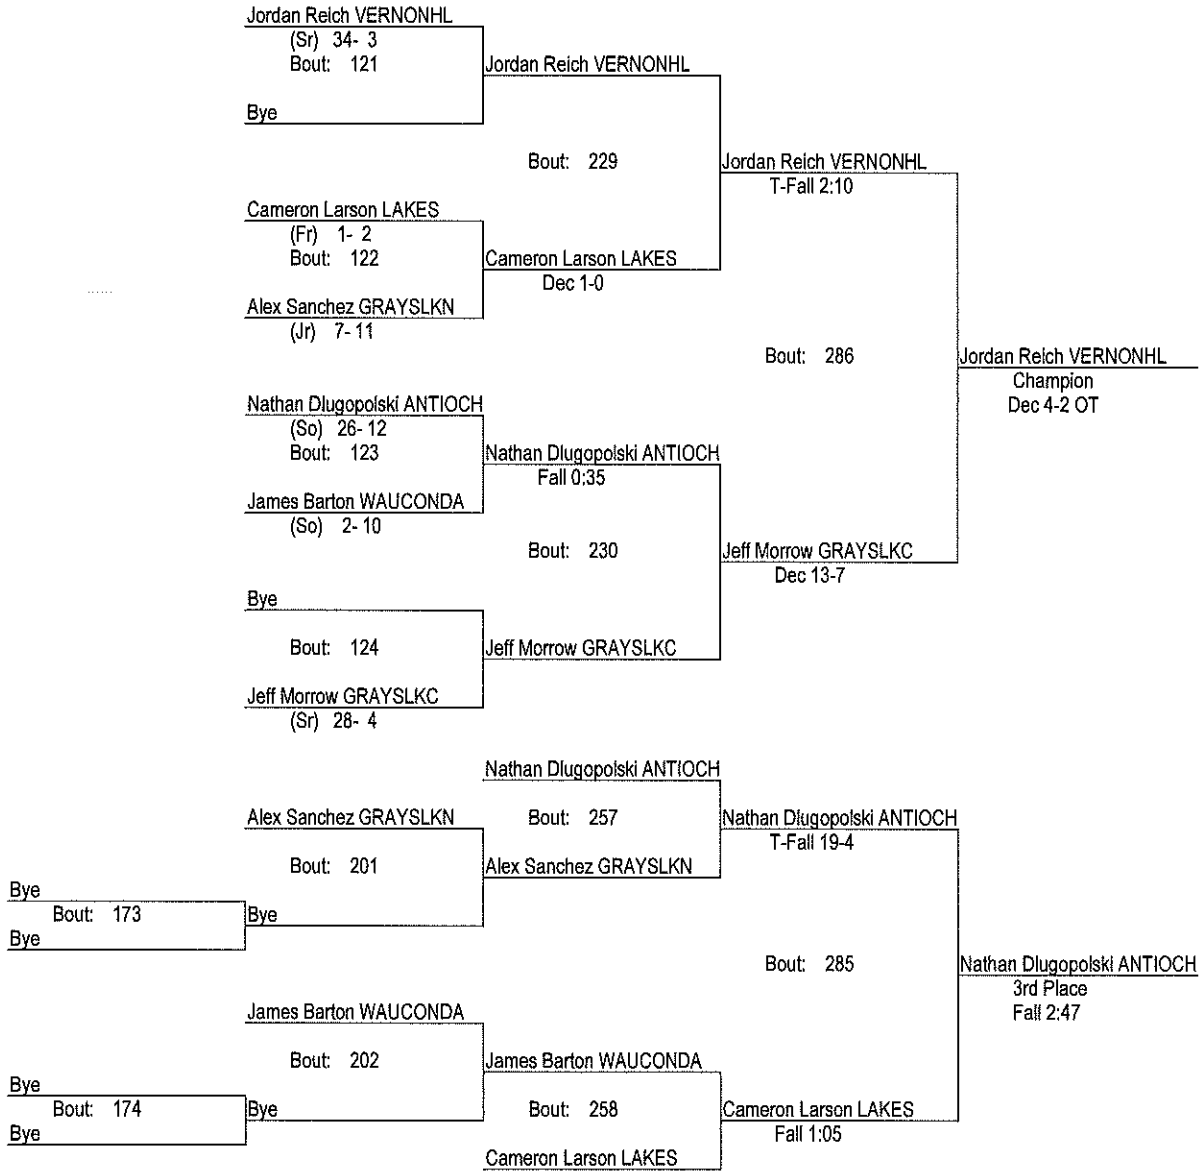 Jordan Reich VERNONHL
(Sr) 34- 3
Bout: 121
Jordan Reich VERNONHL
Bye
Bout: 229
Jordan Reich VERNONHL
T-Fall 2:10
Cameron Larson LAKES
(Fr) 1- 2
Bout: 122
Cameron Larson LAKES
Dec 1-0
Alex Sanchez GRAYSLKN
(Jr) 7- 11
Bout: 286
Jordan Reich VERNONHL
Champion
Dec 4-2 OT
Nathan Dlugopolski ANTIOCH
(So) 26- 12
Bout: 123
Nathan Dlugopolski ANTIOCH
Fall 0:35
James Barton WAUCONDA
(So) 2- 10
Bout: 230
Jeff Morrow GRAYSLKC
Dec 13-7
Bye
Bout: 124
Jeff Morrow GRAYSLKC
Jeff Morrow GRAYSLKC
(Sr) 28- 4
Nathan Dlugopolski ANTIOCH
Alex Sanchez GRAYSLKN
Bout: 257
Nathan Dlugopolski ANTIOCH
T-Fall 19-4
Bout: 201
Alex Sanchez GRAYSLKN
Bye
Bout: 173
Bye
Bye
Bout: 285
Nathan Dlugopolski ANTIOCH
3rd Place
Fall 2:47
James Barton WAUCONDA
Bout: 202
James Barton WAUCONDA
Bye
Bout: 174
Bye
Bye
Bout: 258
Cameron Larson LAKES
Fall 1:05
Cameron Larson LAKES